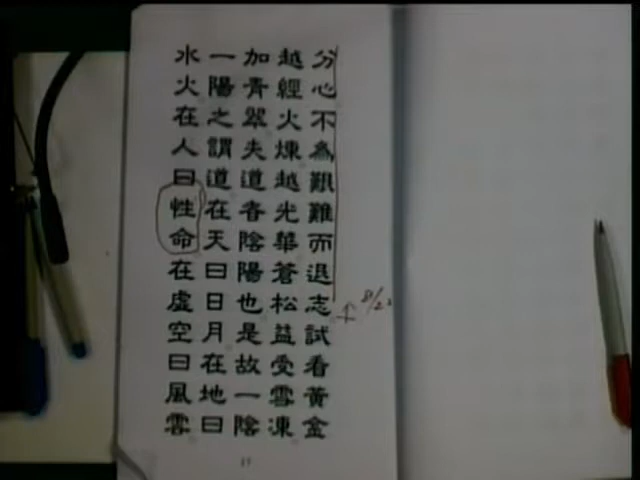 分心不為艱難而退志試看黃金
越經火煉越光華蒼松益受雪凍
加青翠夫道者陰陽也是故一陰
一陽之謂道在天曰日月在地曰
水火在人曰性命在虛空曰風雲